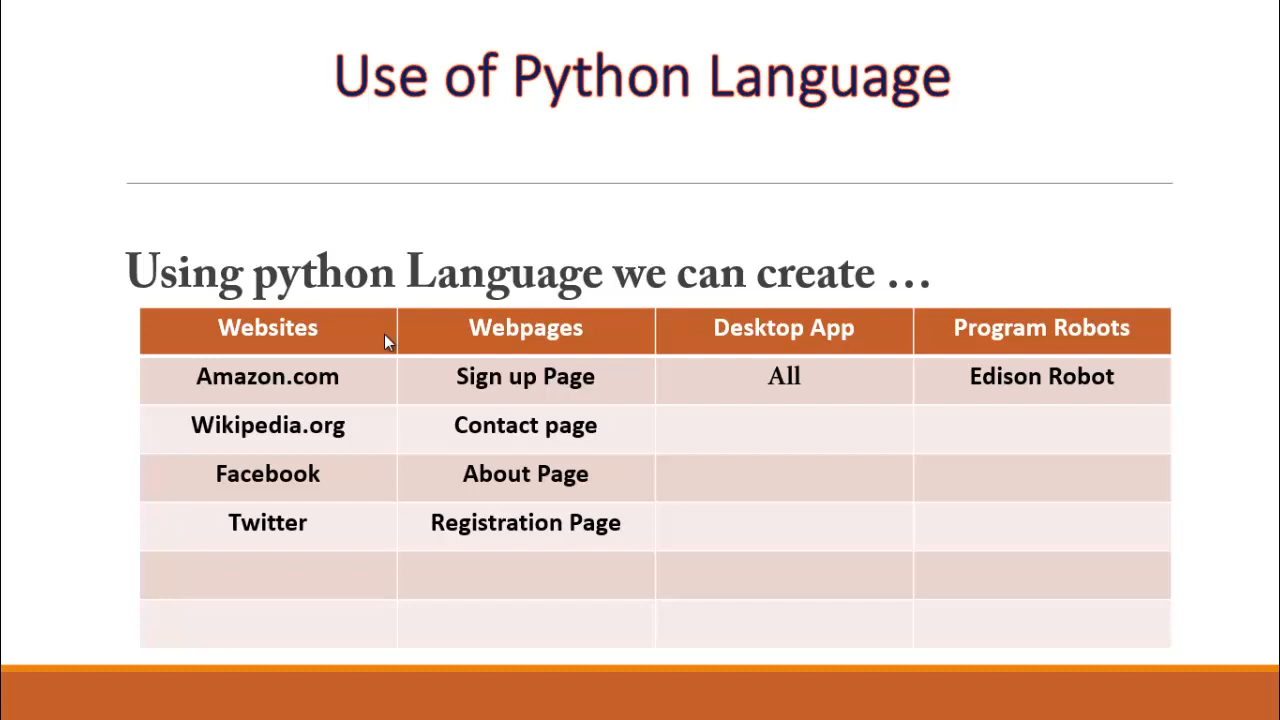 Use of Python Language
Using python Language we can create ...
Websites Webpages Desktop App Program Robots
Amazon.com Sign up Page All Edison Robot
Wikipedia.org Contact page
Facebook About Page
Twitter Registration Page